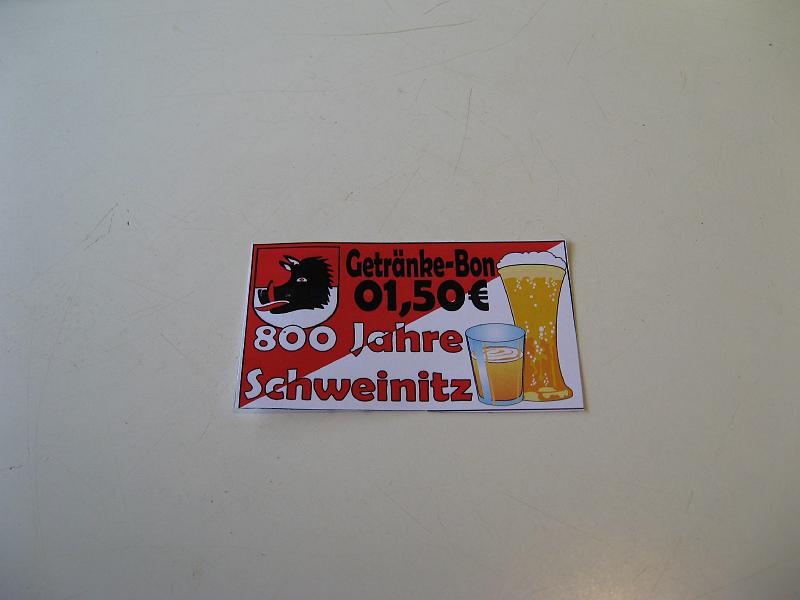 Getränke-Bon
01,50€
800 Jahre
Schweinitz